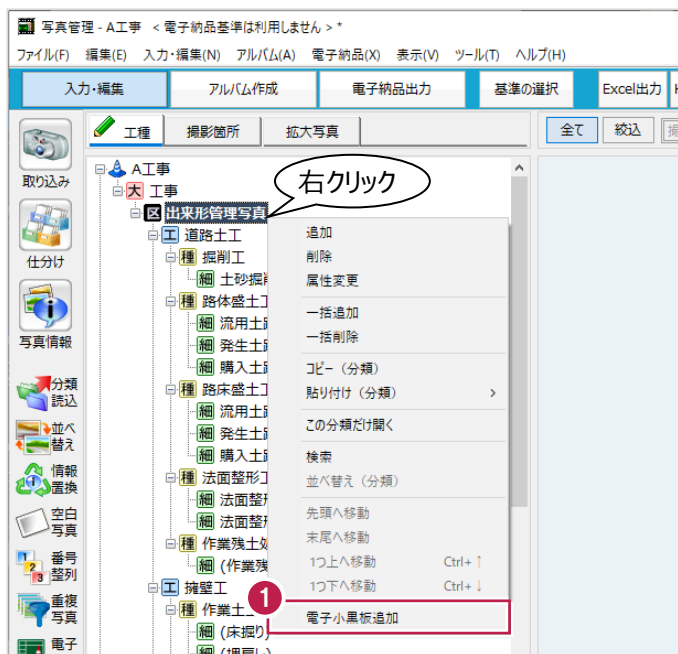 写真管理 - A工事 <電子納品基準は利用しません> *
ファイル(F) 編集(E) 入力・編集(N) アルバム(A) 電子納品(X) 表示(V) ツール(T) ヘルプ(H)
入力・編集 アルバム作成 電子納品出力 基準の選択 Excel出力
工種 撮影箇所 拡大写真 全て 絞込
取り込み
仕分け
写真情報
分類読込
並べ替え
情報置換
空白写真
番号整列
重複写真
電子
A工事
大 工事
区 出来形管理写真
工 道路土工
種 掘削工
細 土砂掘
種 路体盛土工
細 流用土
細 発生土
細 購入土
種 路床盛土工
細 流用土
細 発生土
細 購入土
種 法面整形工
細 法面整
細 法面整
種 作業残土処
細 (作業残
工 擁壁工
種 作業土
細 (床掘り)
細 (埋戻し)
右クリック
追加
削除
属性変更
一括追加
一括削除
コピー（分類）
貼り付け（分類） >
この分類だけ開く
検索
並べ替え（分類）
先頭へ移動
末尾へ移動
1つ上へ移動 Ctrl+↑
1つ下へ移動 Ctrl+↓
1
電子小黒板追加